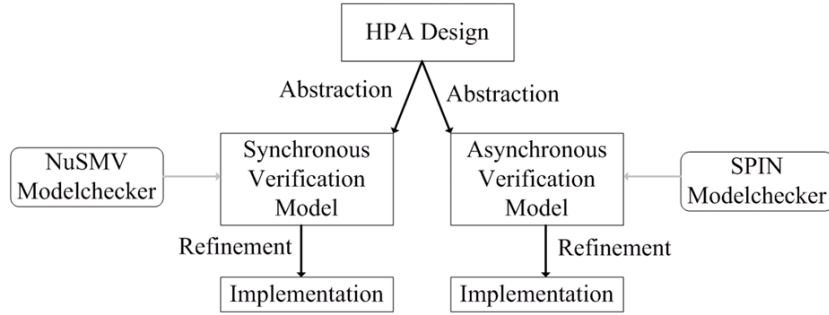 HPA Design
Abstraction
Abstraction
NuSMV
Modelchecker
Synchronous
Verification
Model
Asynchronous
Verification
Model
SPIN
Modelchecker
Refinement
Refinement
Implementation
Implementation